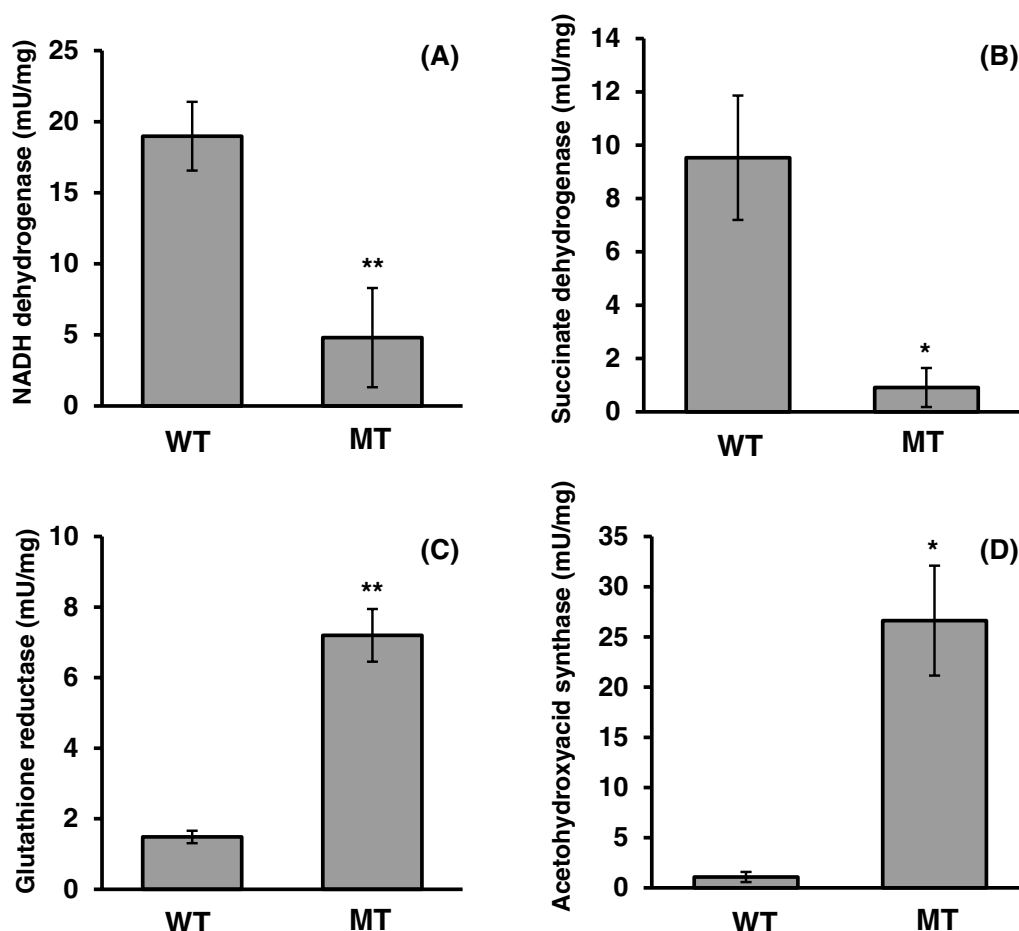 (A)
NADH dehydrogenase (mU/mg)
25
20
15
10
5
0
**
WT
MT
(B)
Succinate dehydrogenase (mU/mg)
14
12
10
8
6
4
2
0
*
WT
MT
(C)
Glutathione reductase (mU/mg)
10
8
6
4
2
0
**
WT
MT
(D)
Acetohydroxyacid synthase (mU/mg)
35
30
25
20
15
10
5
0
*
WT
MT